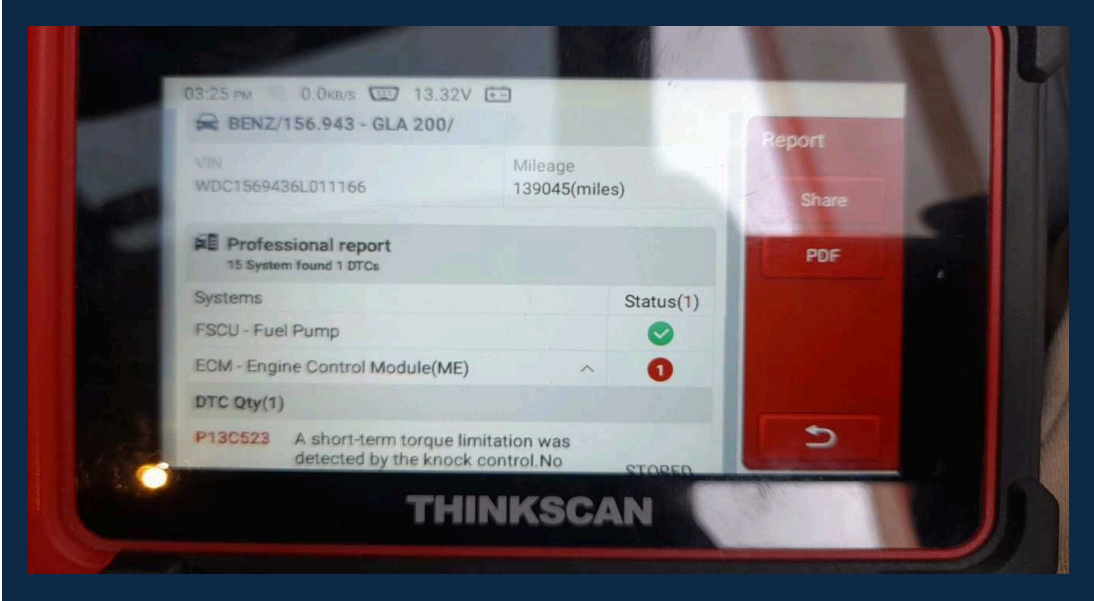 03:25 PM 0.0KB/S 13.32V
BENZ/156.943 - GLA 200/
Report
VIN
Mileage
WDC1569436L011166
139045(miles)
Share
Professional report
15 System found 1 DTCs
PDF
Systems
Status(1)
FSCU - Fuel Pump
ECM - Engine Control Module(ME)
1
DTC Qty(1)
P13C523 A short-term torque limitation was
detected by the knock control.No
STORED
THINKSCAN